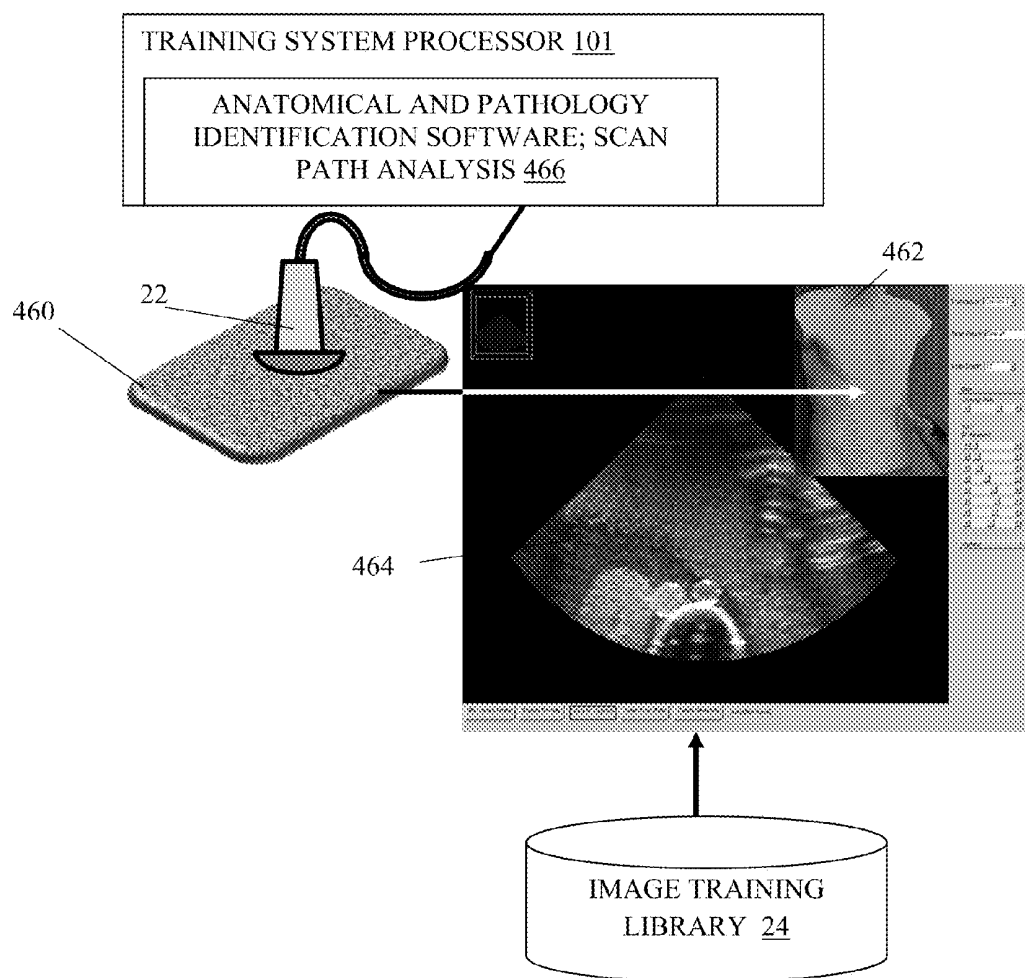 TRAINING SYSTEM PROCESSOR 101
ANATOMICAL AND PATHOLOGY
IDENTIFICATION SOFTWARE; SCAN
PATH ANALYSIS 466
462
22
460
464
IMAGE TRAINING
LIBRARY 24